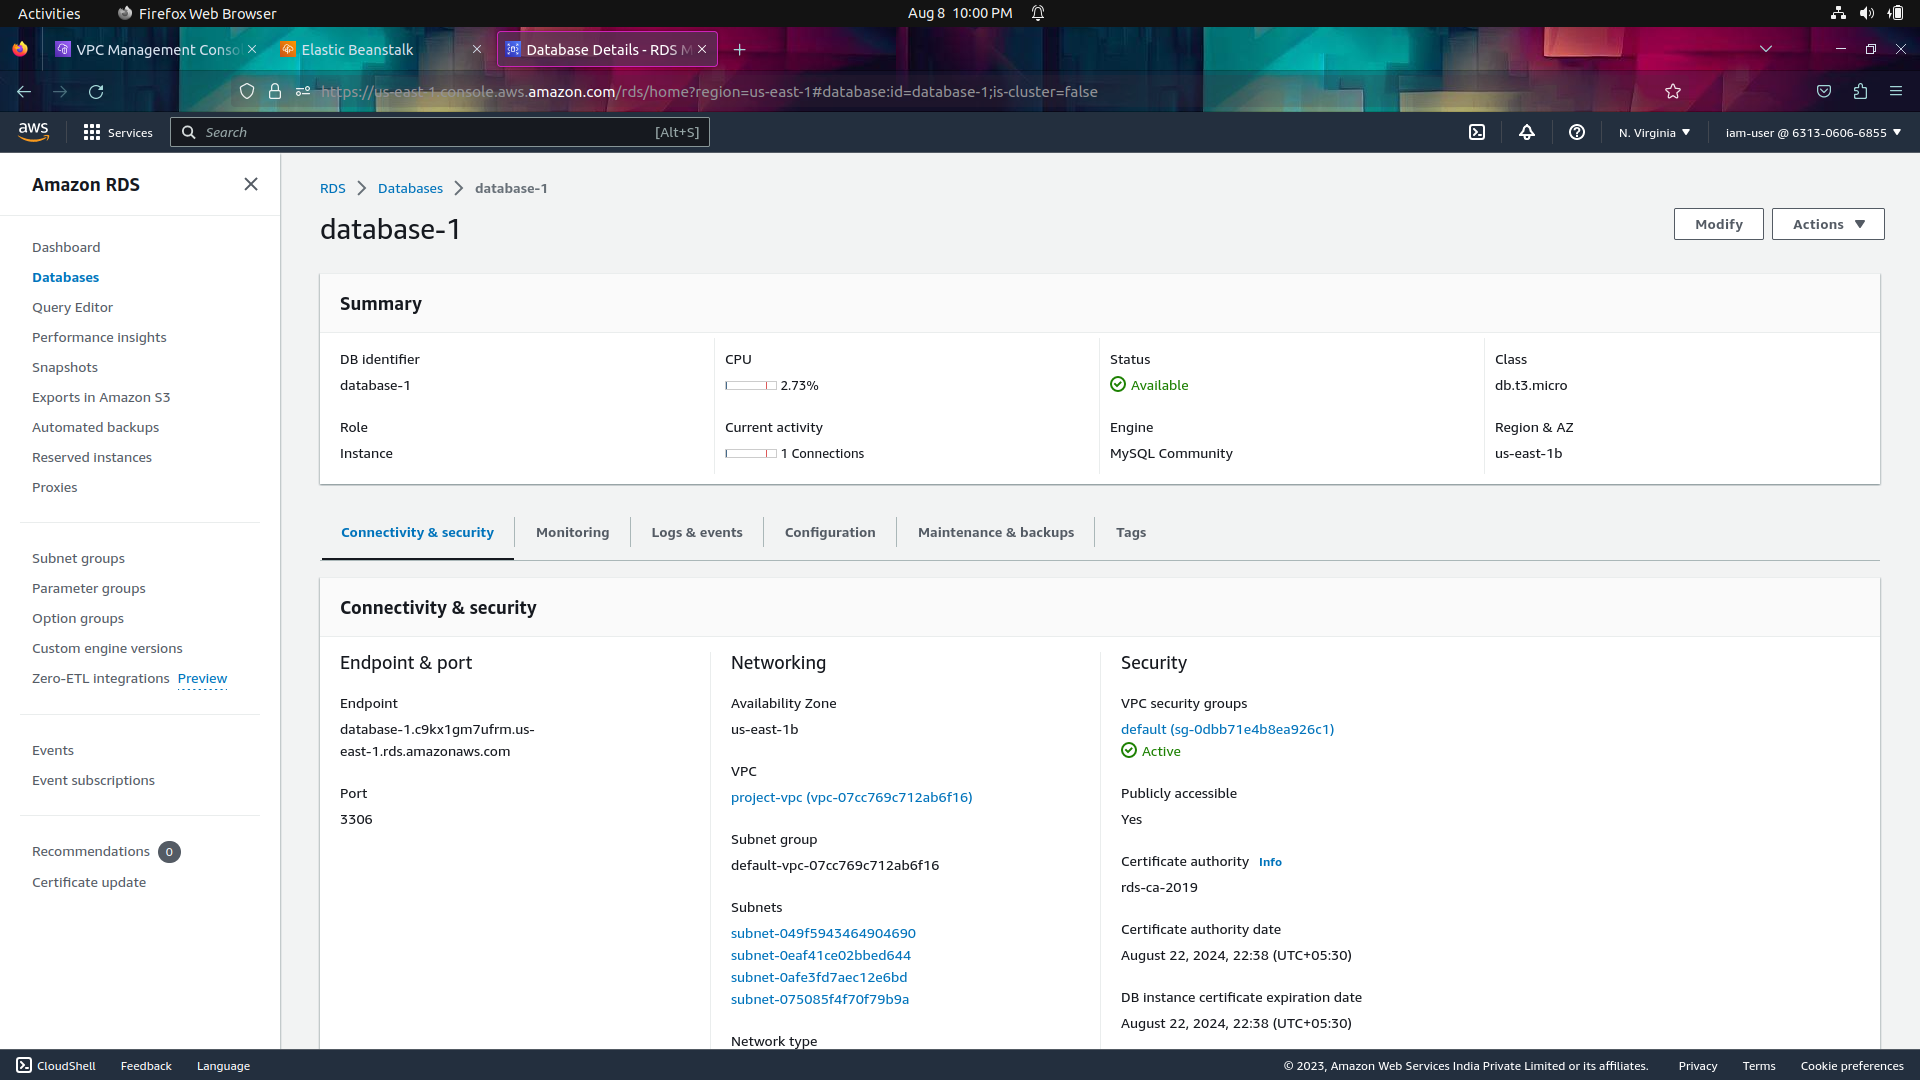 Activities Firefox Web Browser Aug 8 10:00 PM
VPC Management Conso Elastic Beanstalk Database Details - RDS M
https://us-east-1.console.aws.amazon.com/rds/home?region=us-east-1#database:id=database-1;is-cluster=false
aws Services Search [Alt+S] N. Virginia iam-user @ 6313-0606-6855
Amazon RDS
Dashboard
Databases
Query Editor
Performance insights
Snapshots
Exports in Amazon S3
Automated backups
Reserved instances
Proxies
Subnet groups
Parameter groups
Option groups
Custom engine versions
Zero-ETL integrations Preview
Events
Event subscriptions
Recommendations 0
Certificate update
RDS Databases database-1
database-1
Modify Actions
Summary
DB identifier
database-1
CPU
2.73%
Status
Available
Class
db.t3.micro
Role
Instance
Current activity
1 Connections
Engine
MySQL Community
Region & AZ
us-east-1b
Connectivity & security Monitoring Logs & events Configuration Maintenance & backups Tags
Connectivity & security
Endpoint & port
Endpoint
database-1.c9kx1gm7ufrm.us-
east-1.rds.amazonaws.com
Port
3306
Networking
Availability Zone
us-east-1b
VPC
project-vpc (vpc-07cc769c712ab6f16)
Subnet group
default-vpc-07cc769c712ab6f16
Subnets
subnet-049f5943464904690
subnet-0eaf41ce02bbed644
subnet-0afe3fd7aec12e6bd
subnet-075085f4f70f79b9a
Network type
Security
VPC security groups
default (sg-0dbb71e4b8ea926c1)
Active
Publicly accessible
Yes
Certificate authority Info
rds-ca-2019
Certificate authority date
August 22, 2024, 22:38 (UTC+05:30)
DB instance certificate expiration date
August 22, 2024, 22:38 (UTC+05:30)
CloudShell Feedback Language © 2023, Amazon Web Services India Private Limited or its affiliates. Privacy Terms Cookie preferences